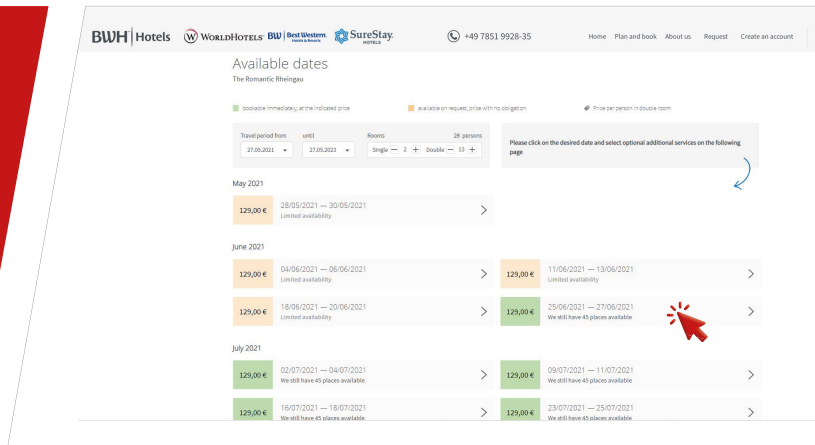 BWH Hotels WORLDHOTELS BW Best Western Hotels & Resorts SureStay HOTELS +49 7851 9928-35 Home Plan and book About us Request Create an account
Available dates
The Romantic Rheingau
bookable immediately, at the indicated price available on request, price with no obligation Price per person in double room
Travel period from until Rooms 28 persons
27.05.2021 27.05.2023 Single — 2 + Double — 13 +
Please click on the desired date and select optional additional services on the following
page
May 2021
129,00 € 28/05/2021 — 30/05/2021
Limited availability
June 2021
129,00 € 04/06/2021 — 06/06/2021
Limited availability
129,00 € 11/06/2021 — 13/06/2021
Limited availability
129,00 € 18/06/2021 — 20/06/2021
Limited availability
129,00 € 25/06/2021 — 27/06/2021
We still have 45 places available
July 2021
129,00 € 02/07/2021 — 04/07/2021
We still have 45 places available
129,00 € 09/07/2021 — 11/07/2021
We still have 45 places available
129,00 € 16/07/2021 — 18/07/2021
We still have 45 places available
129,00 € 23/07/2021 — 25/07/2021
We still have 45 places available